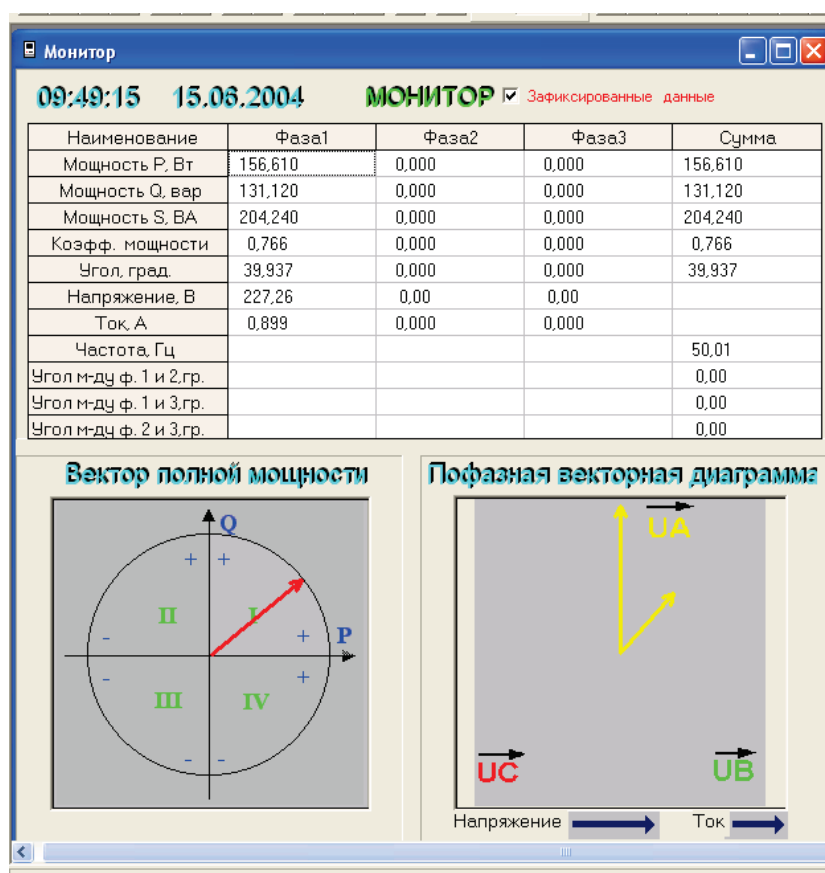 Монитор
09:49:15 15.06.2004 МОНИТОР Зафиксированные данные
Наименование Фаза1 Фаза2 Фаза3 Сумма
Мощность P, Вт 156,610 0,000 0,000 156,610
Мощность Q, вар 131,120 0,000 0,000 131,120
Мощность S, ВА 204,240 0,000 0,000 204,240
Коэфф. мощности 0,766 0,000 0,000 0,766
Угол, град. 39,937 0,000 0,000 39,937
Напряжение, В 227,26 0,00 0,00
Ток, А 0,899 0,000 0,000
Частота, Гц 50,01
Угол м-ду ф. 1 и 2,гр. 0,00
Угол м-ду ф. 1 и 3,гр. 0,00
Угол м-ду ф. 2 и 3,гр. 0,00
Вектор полной мощности Пофазная векторная диаграмма
Q
UA
+ +
II I
- + P
- +
III IV
- -
UC UB
Напряжение Ток